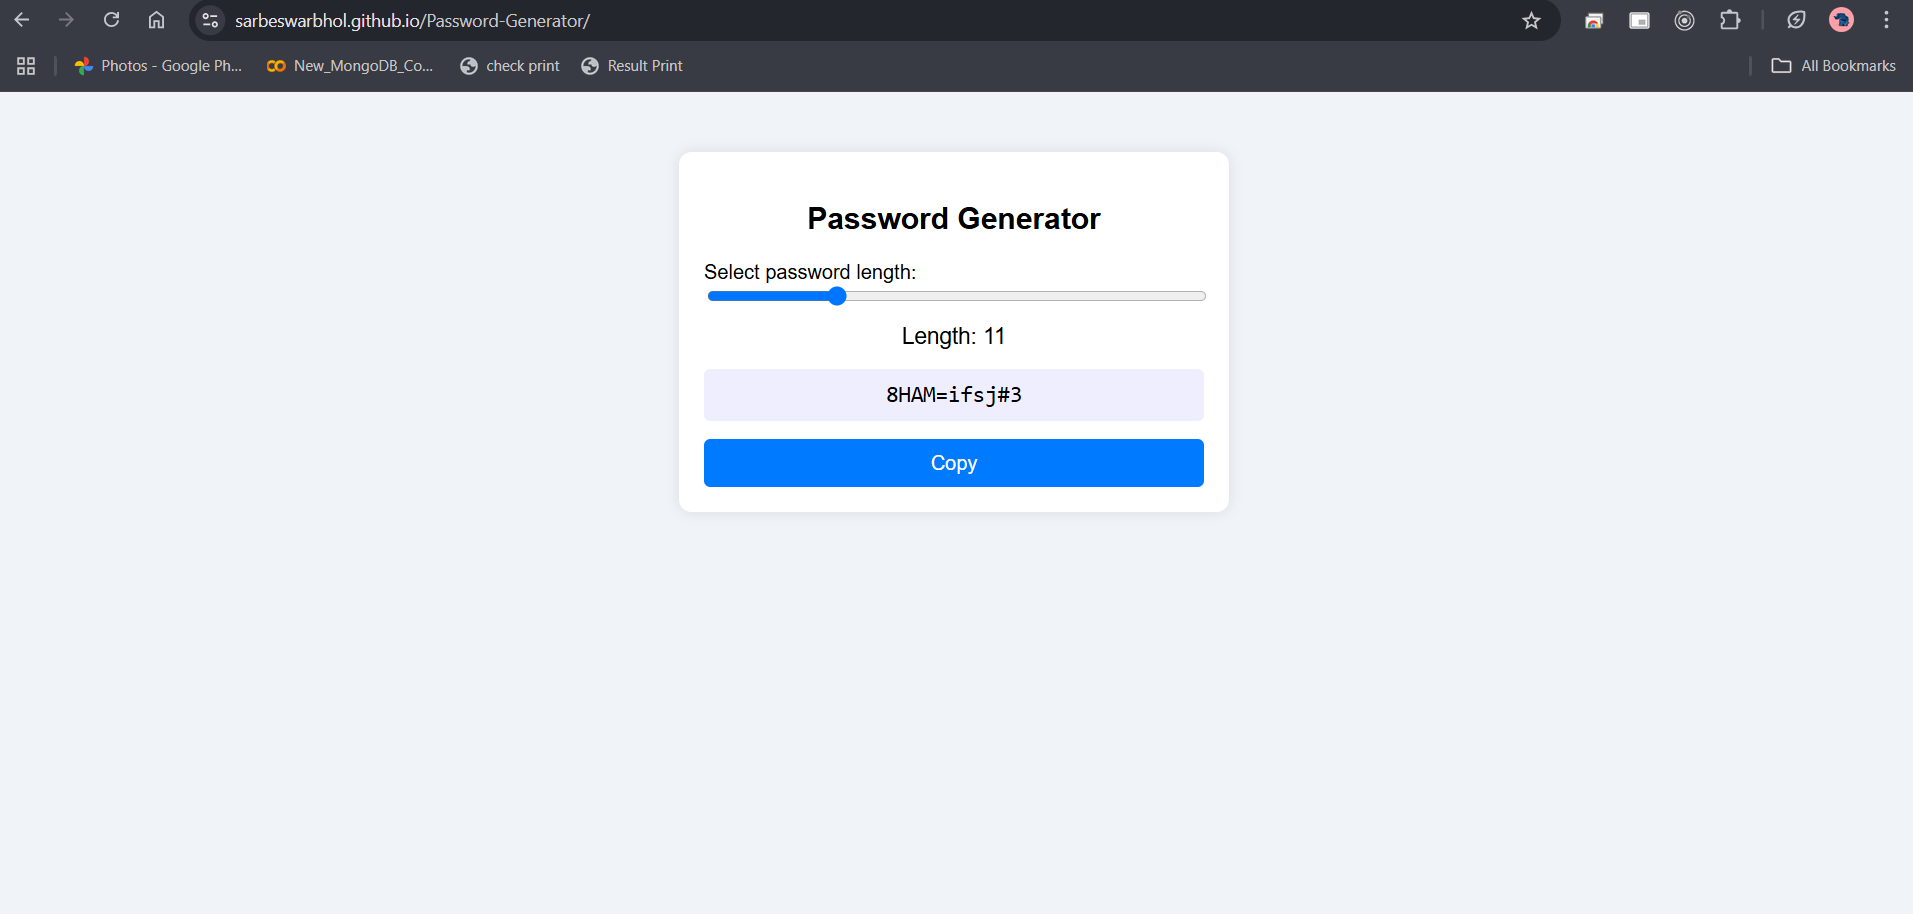 sarbeswarbhol.github.io/Password-Generator/
Photos - Google Ph...
New_MongoDB_Co...
check print
Result Print
All Bookmarks
Password Generator
Select password length:
Length: 11
8HAM=ifsj#3
Copy